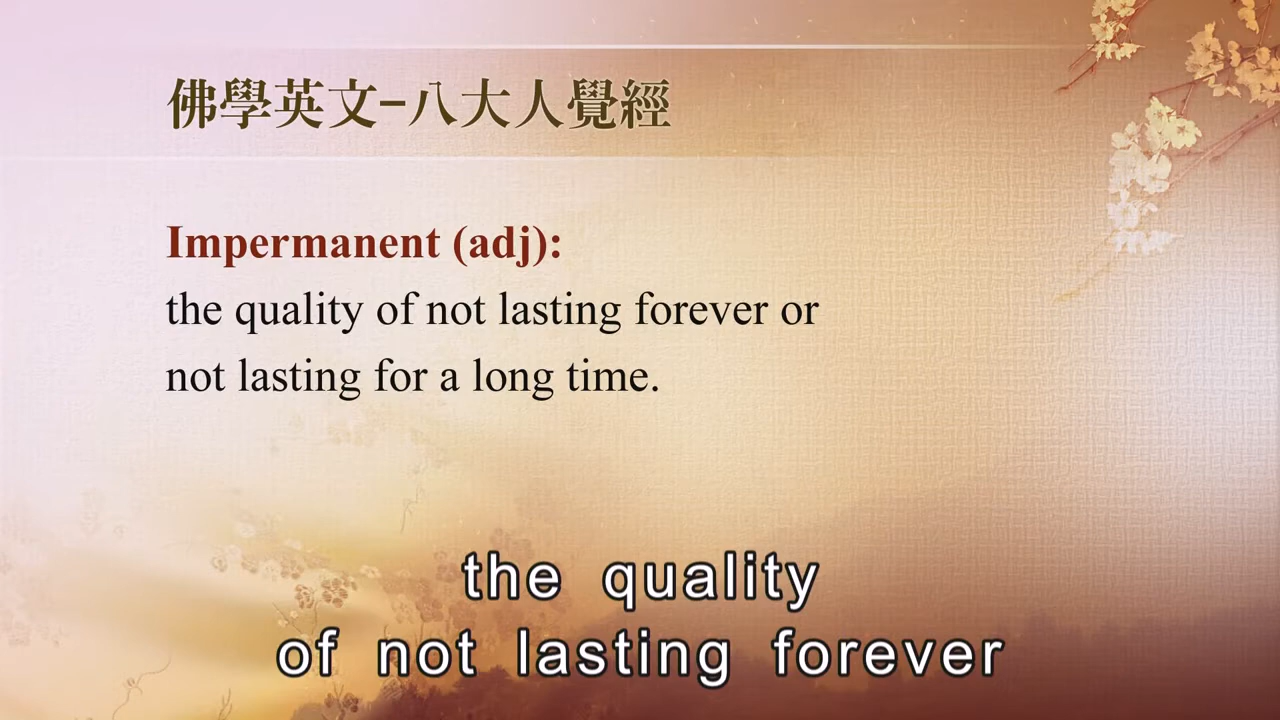 佛學英文–八大人覺經
Impermanent (adj):
the quality of not lasting forever or
not lasting for a long time.
the quality
of not lasting forever